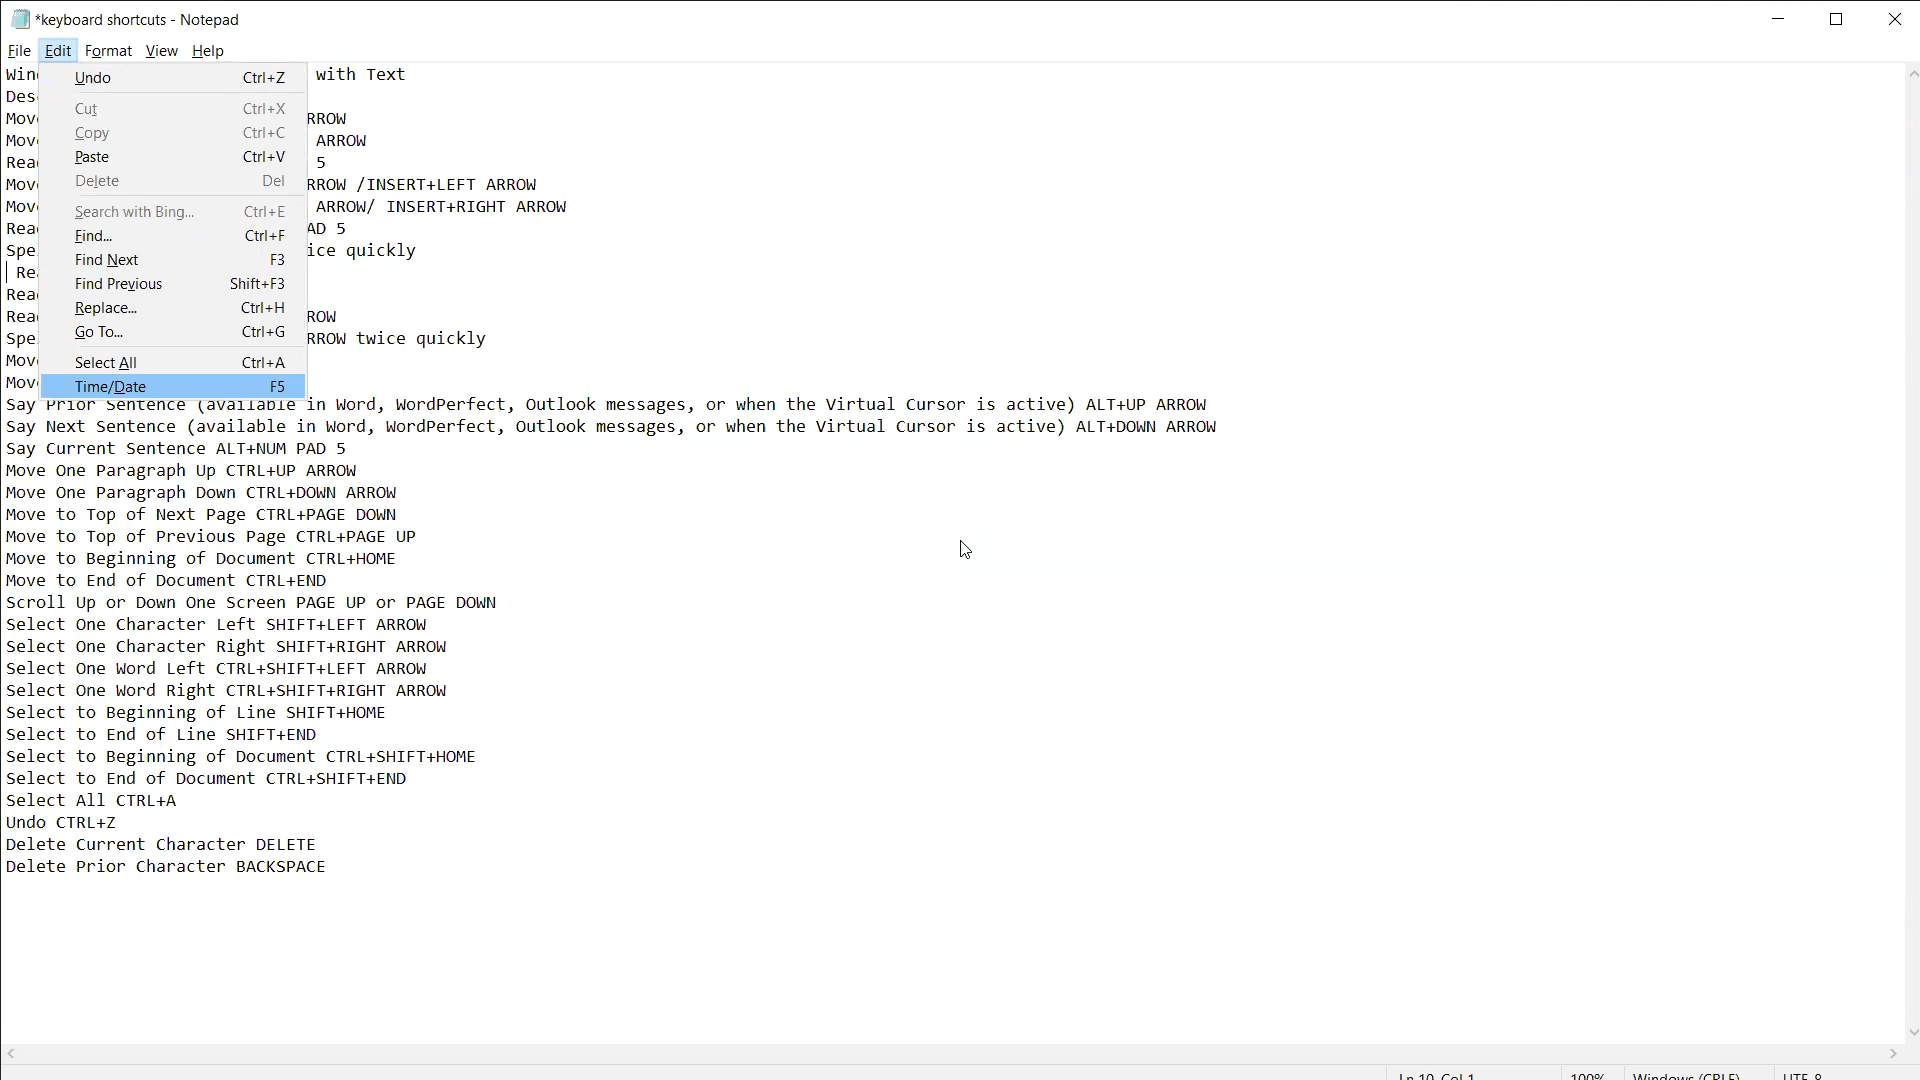 *keyboard shortcuts - Notepad
File Edit Format View Help
Undo Ctrl+Z
Cut Ctrl+X
Copy Ctrl+C
Paste Ctrl+V
Delete Del
Search with Bing... Ctrl+E
Find... Ctrl+F
Find Next F3
Find Previous Shift+F3
Replace... Ctrl+H
Go To... Ctrl+G
Select All Ctrl+A
Time/Date F5
with Text
ARROW
5
/INSERT+LEFT ARROW
ARROW/ INSERT+RIGHT ARROW
5
quickly
twice quickly
Say Prior Sentence (available in Word, WordPerfect, Outlook messages, or when the Virtual Cursor is active) ALT+UP ARROW
Say Next Sentence (available in Word, WordPerfect, Outlook messages, or when the Virtual Cursor is active) ALT+DOWN ARROW
Say Current Sentence ALT+NUM PAD 5
Move One Paragraph Up CTRL+UP ARROW
Move One Paragraph Down CTRL+DOWN ARROW
Move to Top of Next Page CTRL+PAGE DOWN
Move to Top of Previous Page CTRL+PAGE UP
Move to Beginning of Document CTRL+HOME
Move to End of Document CTRL+END
Scroll Up or Down One Screen PAGE UP or PAGE DOWN
Select One Character Left SHIFT+LEFT ARROW
Select One Character Right SHIFT+RIGHT ARROW
Select One Word Left CTRL+SHIFT+LEFT ARROW
Select One Word Right CTRL+SHIFT+RIGHT ARROW
Select to Beginning of Line SHIFT+HOME
Select to End of Line SHIFT+END
Select to Beginning of Document CTRL+SHIFT+HOME
Select to End of Document CTRL+SHIFT+END
Select All CTRL+A
Undo CTRL+Z
Delete Current Character DELETE
Delete Prior Character BACKSPACE
Ln 10, Col 1 100% Windows (CRLF) UTF-8